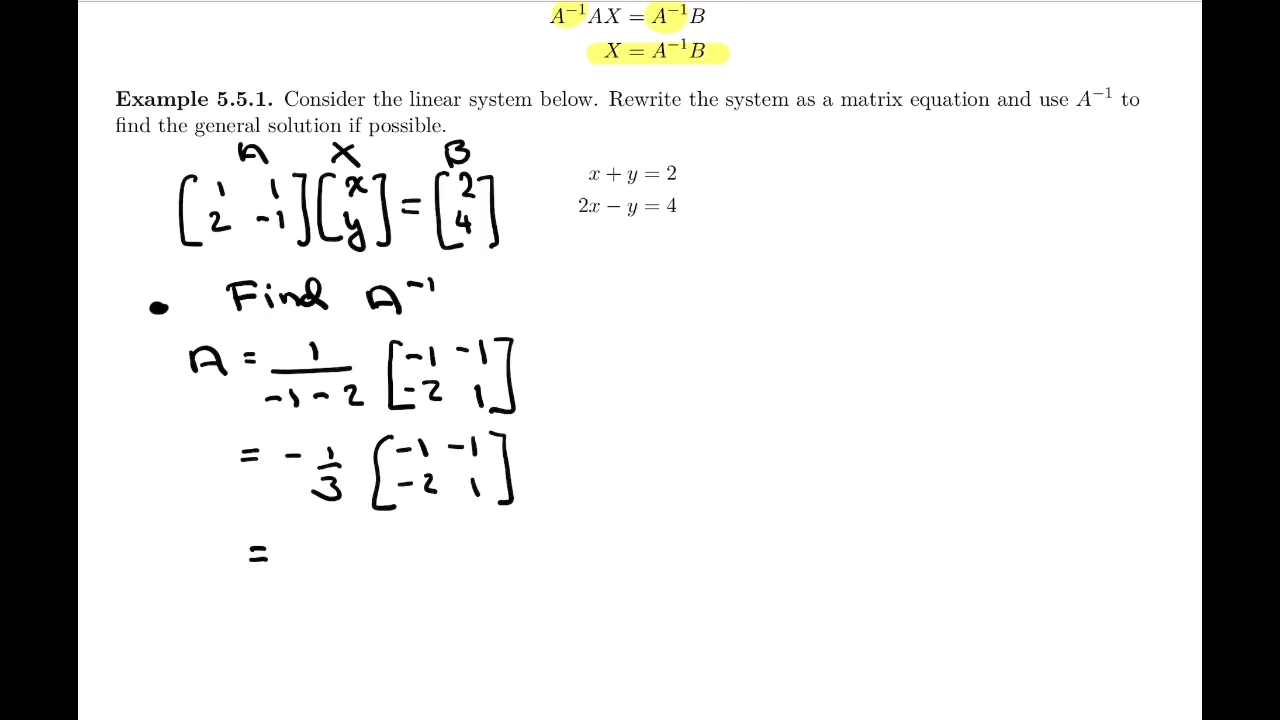 A⁻¹AX = A⁻¹B
X = A⁻¹B
Example 5.5.1. Consider the linear system below. Rewrite the system as a matrix equation and use A⁻¹ to
find the general solution if possible.
x + y = 2
2x − y = 4
A X B
[1 1; 2 -1] [x; y] = [2; 4]
• Find A⁻¹
A = 1/(-1-2) [-1 -1; -2 1]
= -1/3 [-1 -1; -2 1]
=